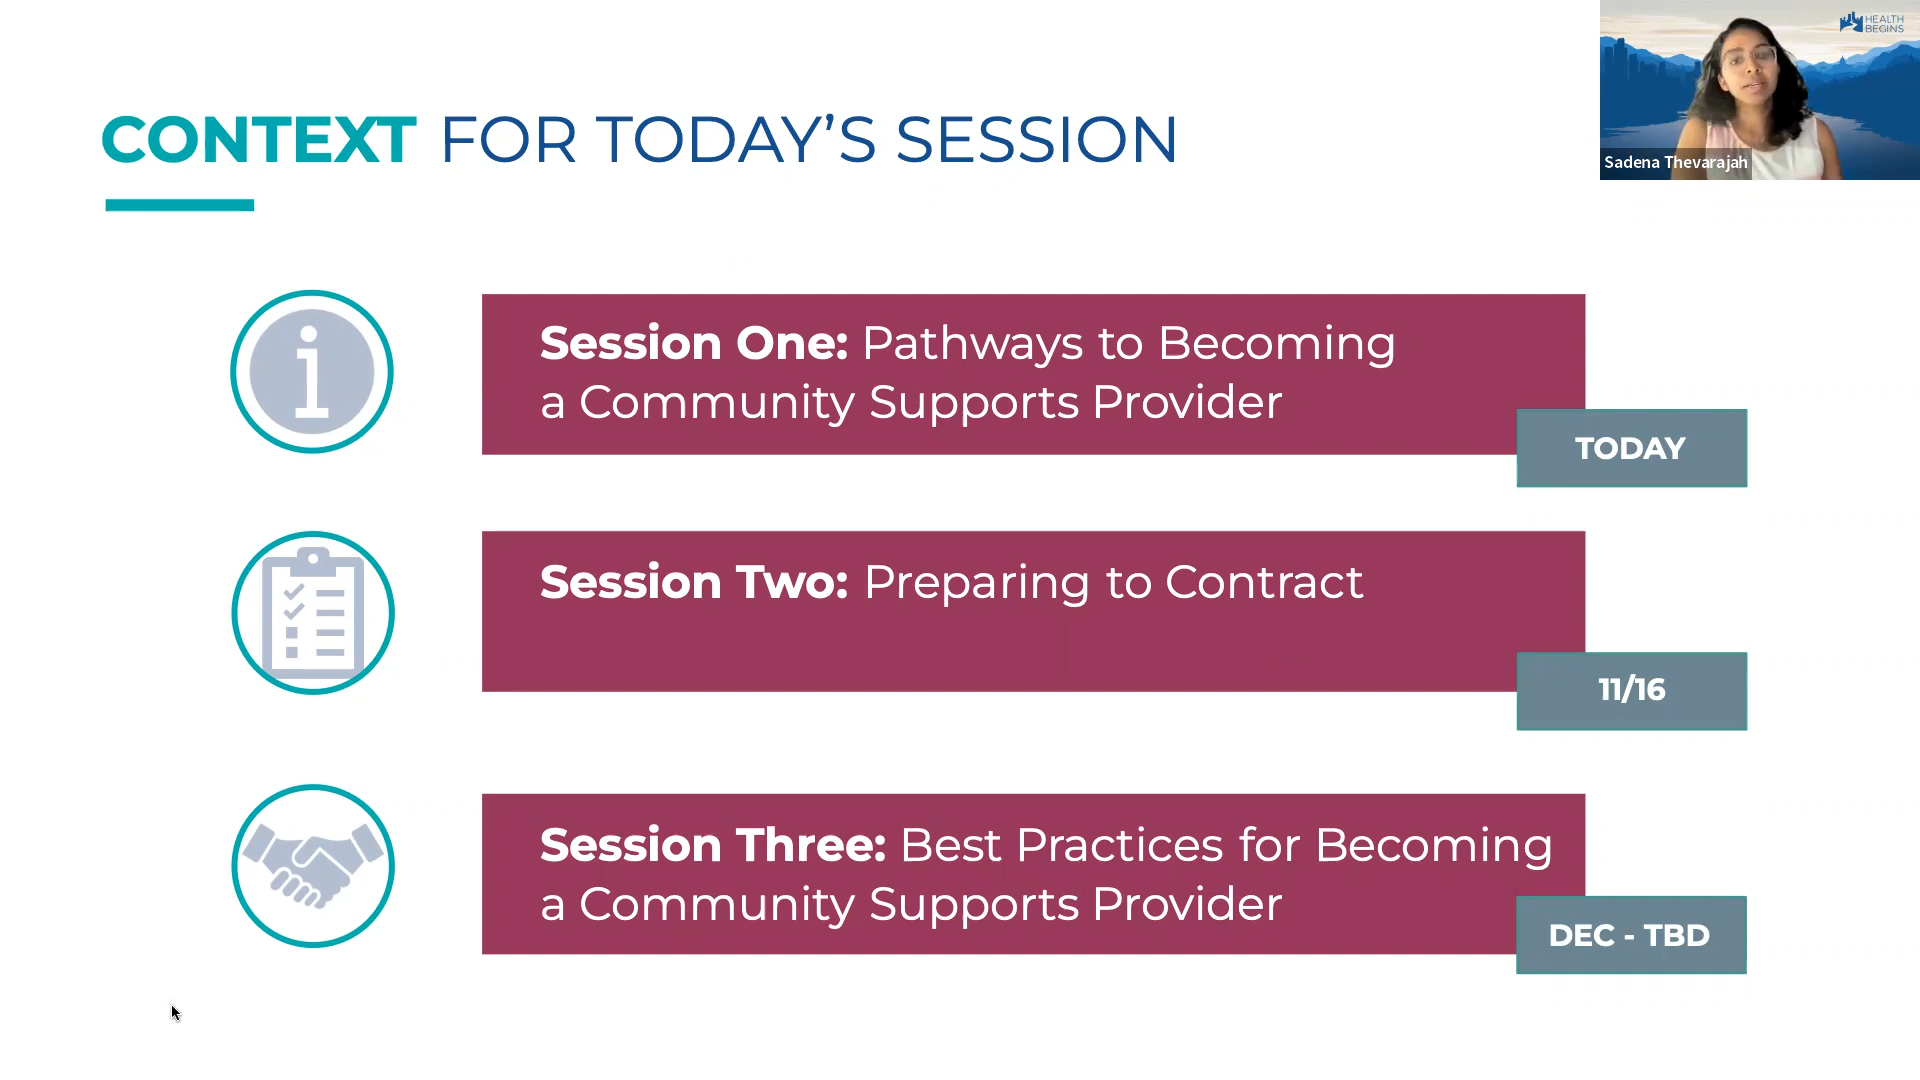 HEALTH
BEGINS
Sadena Thevarajah
CONTEXT FOR TODAY’S SESSION
Session One: Pathways to Becoming
a Community Supports Provider
TODAY
Session Two: Preparing to Contract
11/16
Session Three: Best Practices for Becoming
a Community Supports Provider
DEC - TBD